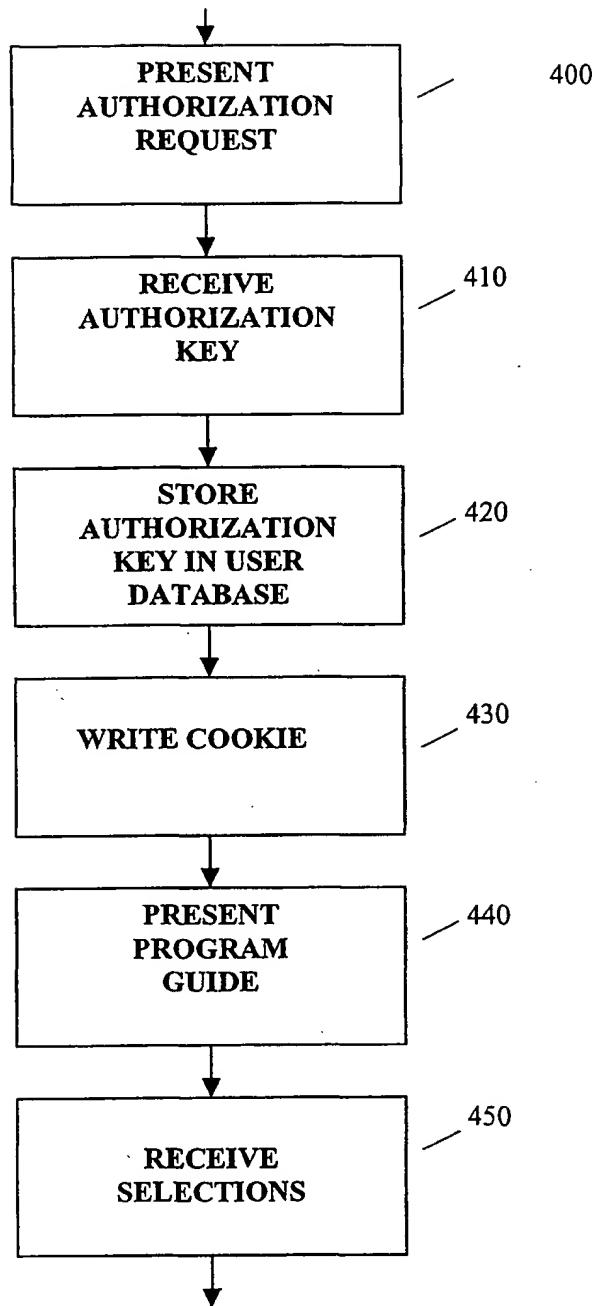 PRESENT
AUTHORIZATION
REQUEST
400
RECEIVE
AUTHORIZATION
KEY
410
STORE
AUTHORIZATION
KEY IN USER
DATABASE
420
WRITE COOKIE
430
PRESENT
PROGRAM
GUIDE
440
RECEIVE
SELECTIONS
450